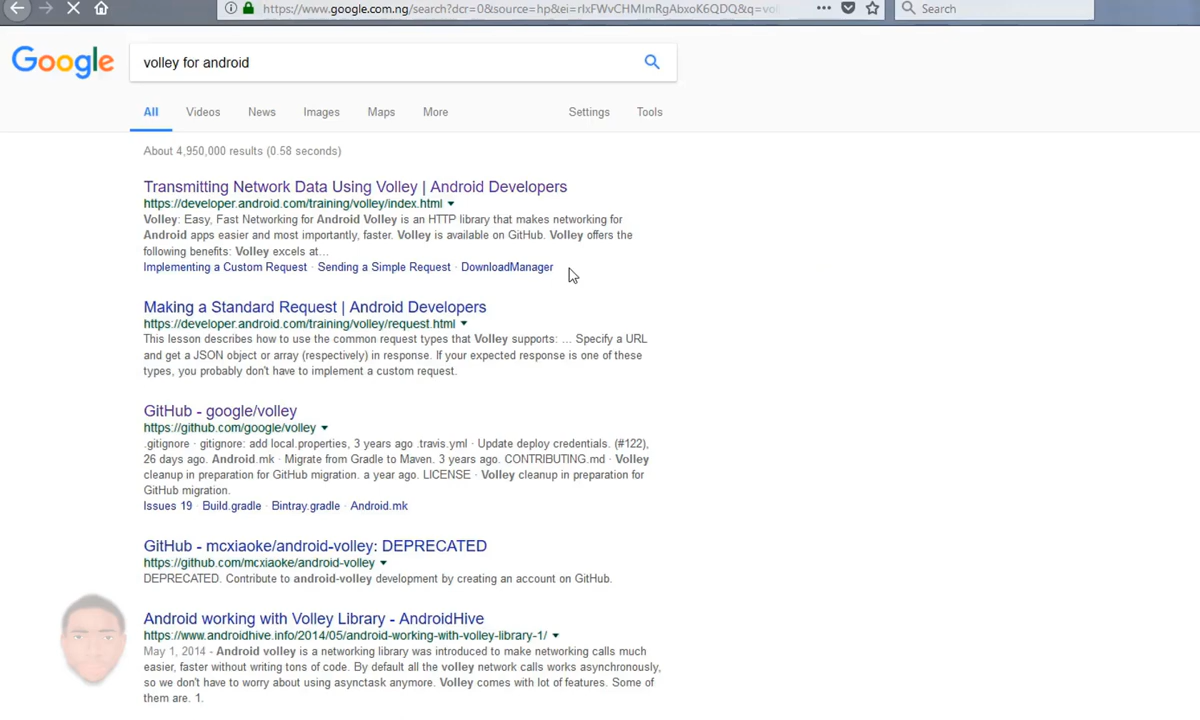 https://www.google.com.ng/search?dcr=0&source=hp&ei=rIxFWvCHMImRgAbxoK6QDQ&q=vol
Search
Google
volley for android
All Videos News Images Maps More Settings Tools
About 4,950,000 results (0.58 seconds)
Transmitting Network Data Using Volley | Android Developers
https://developer.android.com/training/volley/index.html
Volley: Easy, Fast Networking for Android Volley is an HTTP library that makes networking for
Android apps easier and most importantly, faster. Volley is available on GitHub. Volley offers the
following benefits: Volley excels at...
Implementing a Custom Request · Sending a Simple Request · DownloadManager
Making a Standard Request | Android Developers
https://developer.android.com/training/volley/request.html
This lesson describes how to use the common request types that Volley supports: ... Specify a URL
and get a JSON object or array (respectively) in response. If your expected response is one of these
types, you probably don't have to implement a custom request.
GitHub - google/volley
https://github.com/google/volley
.gitignore · gitignore: add local.properties, 3 years ago .travis.yml · Update deploy credentials. (#122),
26 days ago. Android.mk · Migrate from Gradle to Maven. 3 years ago. CONTRIBUTING.md · Volley
cleanup in preparation for GitHub migration. a year ago. LICENSE · Volley cleanup in preparation for
GitHub migration.
Issues 19 · Build.gradle · Bintray.gradle · Android.mk
GitHub - mcxiaoke/android-volley: DEPRECATED
https://github.com/mcxiaoke/android-volley
DEPRECATED. Contribute to android-volley development by creating an account on GitHub.
Android working with Volley Library - AndroidHive
https://www.androidhive.info/2014/05/android-working-with-volley-library-1/
May 1, 2014 - Android volley is a networking library was introduced to make networking calls much
easier, faster without writing tons of code. By default all the volley network calls works asynchronously,
so we don't have to worry about using asynctask anymore. Volley comes with lot of features. Some of
them are. 1.